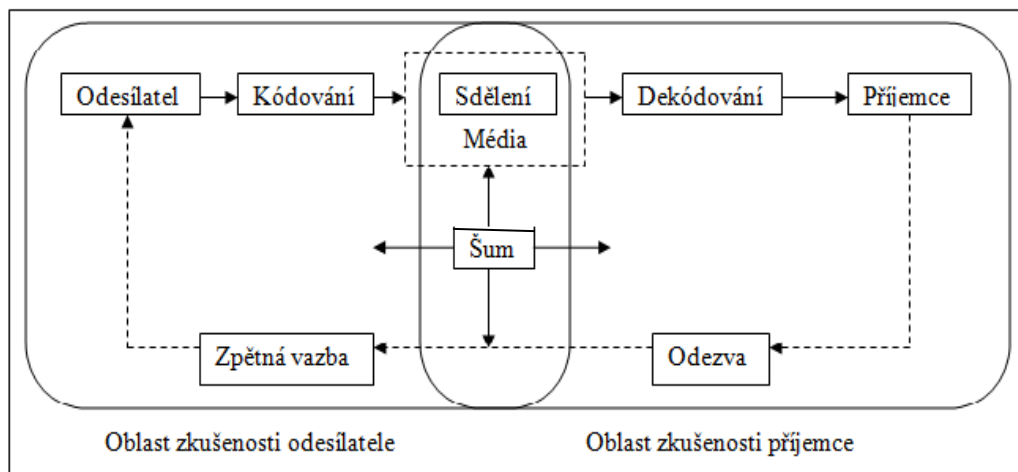 Odesílatel
Kódování
Sdělení
Média
Dekódování
Příjemce
Šum
Zpětná vazba
Odezva
Oblast zkušenosti odesílatele
Oblast zkušenosti příjemce